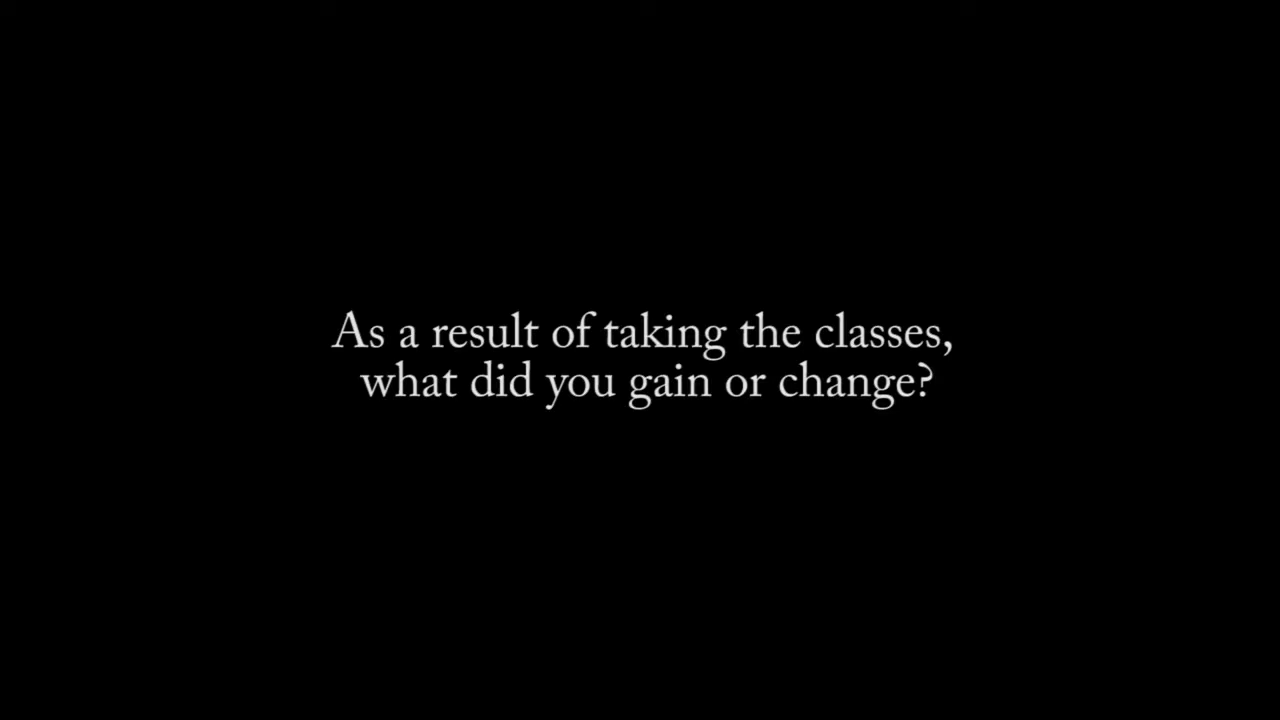 As a result of taking the classes,
what did you gain or change?